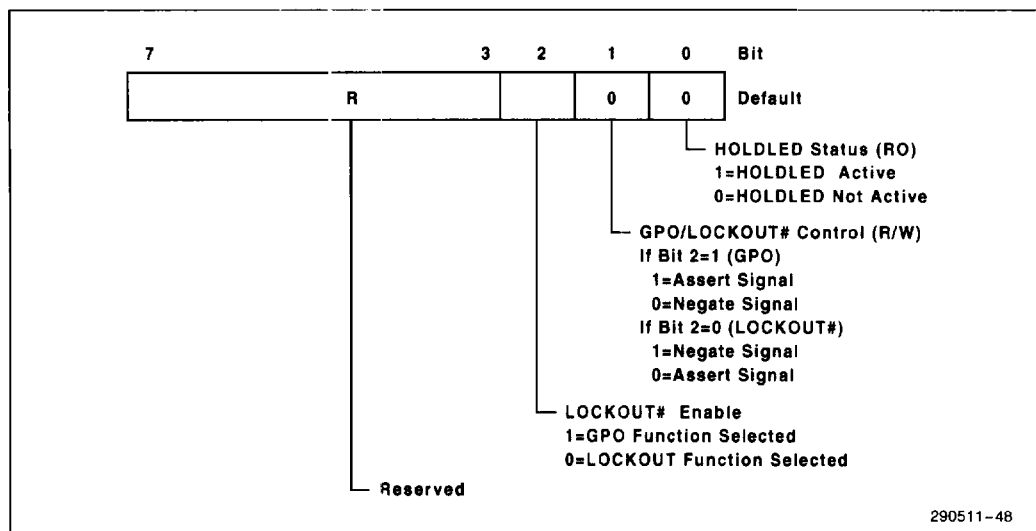 7 3 2 1 0 Bit
R 0 0 Default
HOLDLED Status (RO)
1=HOLDLED Active
0=HOLDLED Not Active
GPO/LOCKOUT# Control (R/W)
If Bit 2=1 (GPO)
1=Assert Signal
0=Negate Signal
If Bit 2=0 (LOCKOUT#)
1=Negate Signal
0=Assert Signal
LOCKOUT# Enable
1=GPO Function Selected
0=LOCKOUT Function Selected
Reserved
290511-48